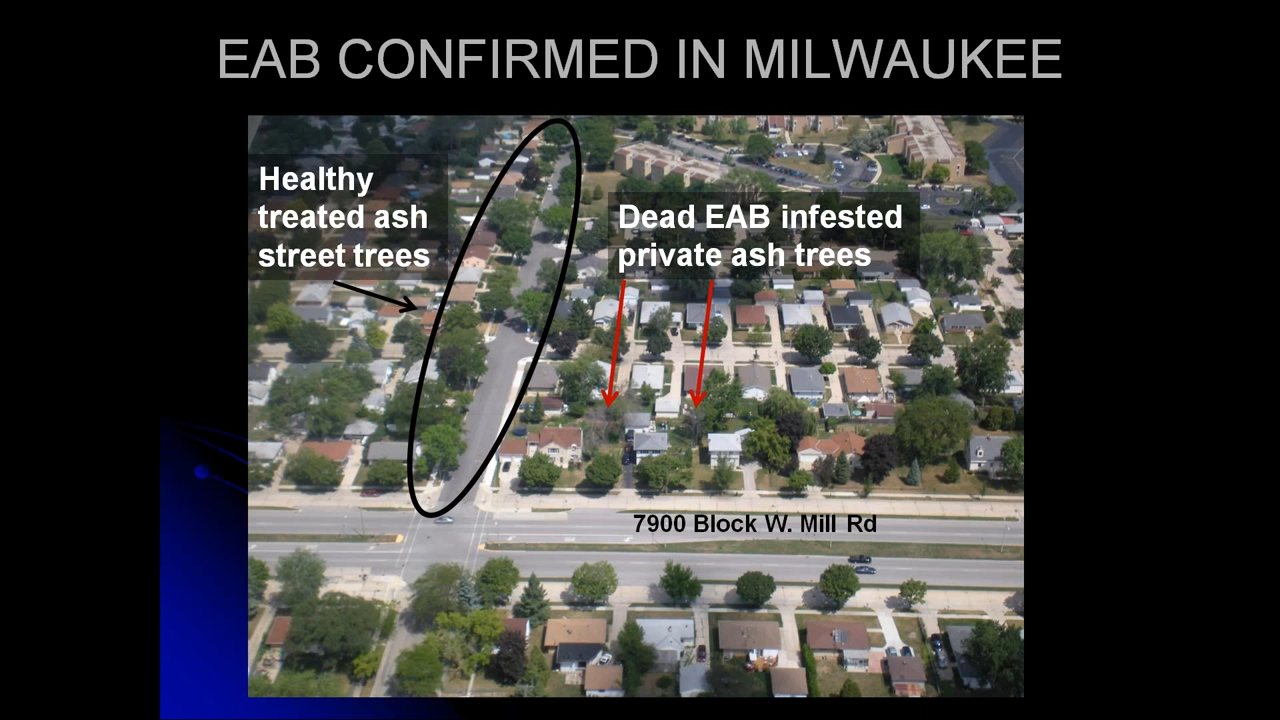 EAB CONFIRMED IN MILWAUKEE
Healthy
treated ash
street trees
Dead EAB infested
private ash trees
7900 Block W. Mill Rd